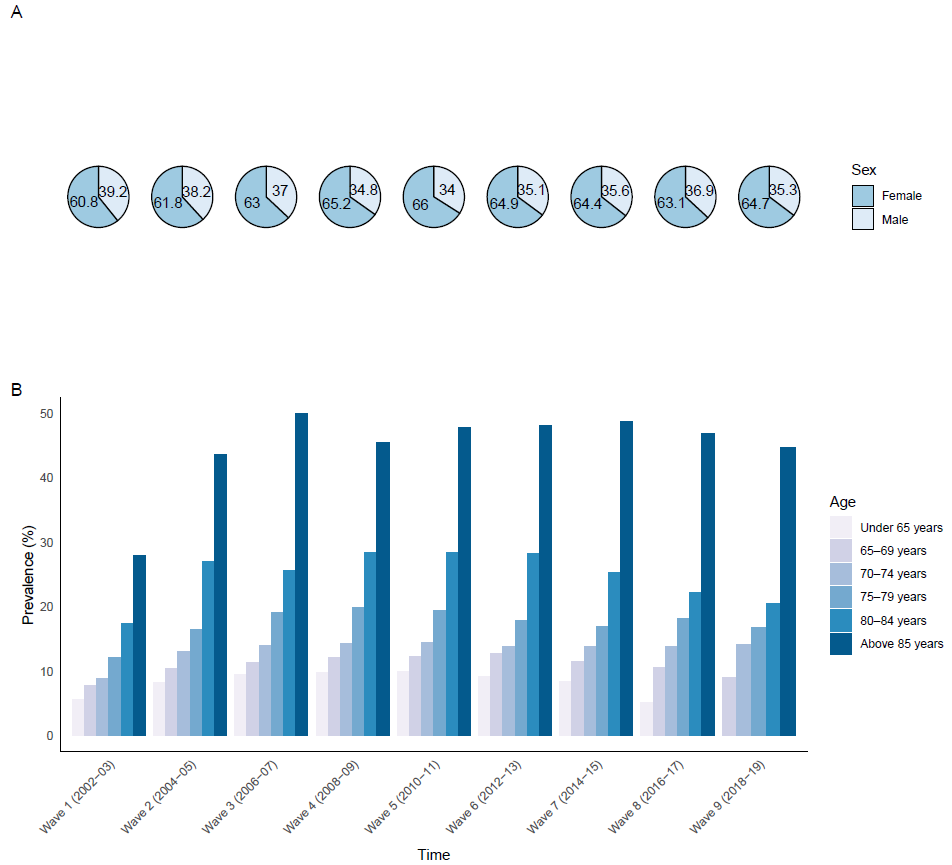 A
39.2
60.8
38.2
61.8
37
63
34.8
65.2
34
66
35.1
64.9
35.6
64.4
36.9
63.1
35.3
64.7
Sex
Female
Male
B
50
40
30
20
10
0
Prevalence (%)
Wave 1 (2002–03)
Wave 2 (2004–05)
Wave 3 (2006–07)
Wave 4 (2008–09)
Wave 5 (2010–11)
Wave 6 (2012–13)
Wave 7 (2014–15)
Wave 8 (2016–17)
Wave 9 (2018–19)
Time
Age
Under 65 years
65–69 years
70–74 years
75–79 years
80–84 years
Above 85 years